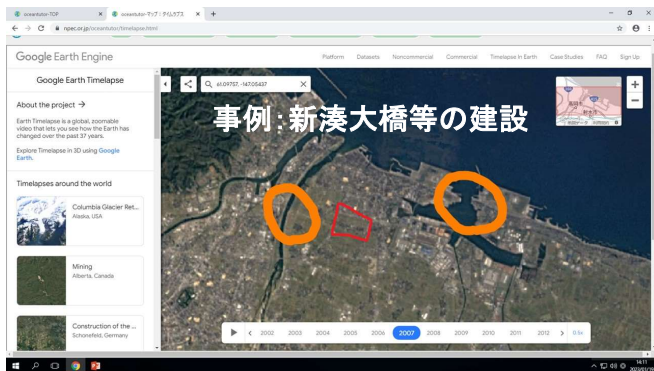 oceantutor-TOP
oceantutor-マップ：タイムラプス
npec.or.jp/oceantutor/timelapse.html
Google Earth Engine
Platform Datasets Noncommercial Commercial Timelapse in Earth Case Studies FAQ Sign Up
Google Earth Timelapse
About the project →
Earth Timelapse is a global, zoomable
video that lets you see how the Earth has
changed over the past 37 years.
Explore Timelapse in 3D using Google
Earth.
Timelapses around the world
Columbia Glacier Ret...
Alaska, USA
Mining
Alberta, Canada
Construction of the ...
Schonefeld, Germany
61.09757, -147.05437
事例：新湊大橋等の建設
2002 2003 2004 2005 2006 2007 2008 2009 2010 2011 2012 0.5x
14:11